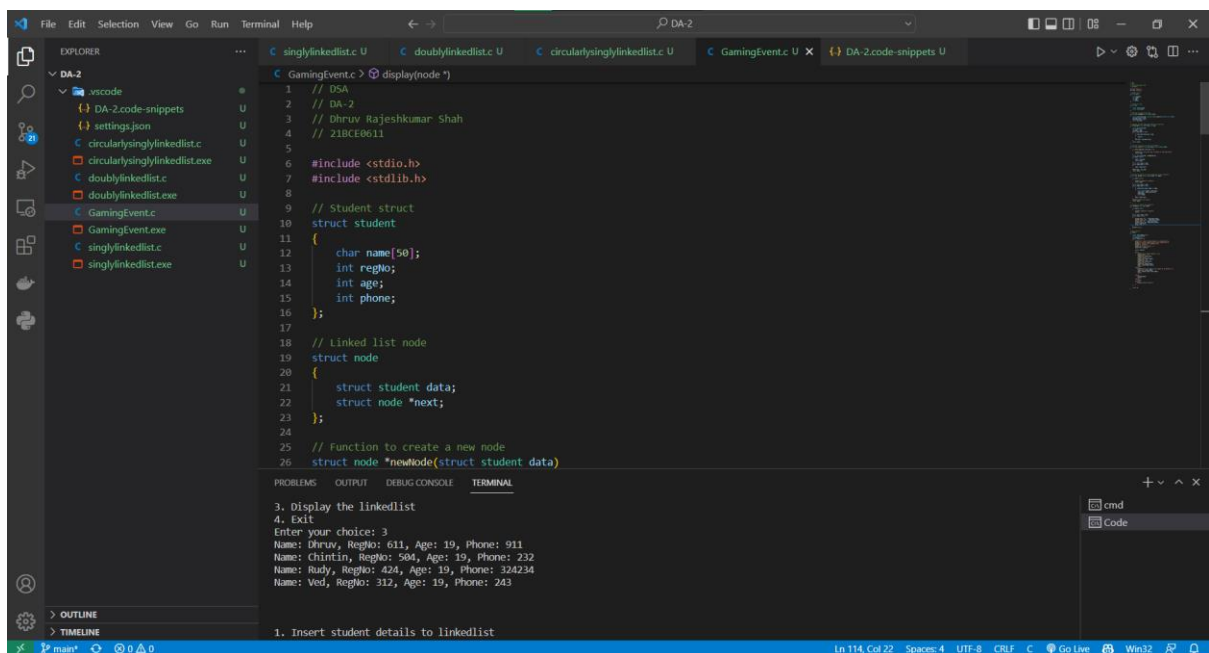 File Edit Selection View Go Run Terminal Help
DA-2
EXPLORER
DA-2
.vscode
DA-2.code-snippets U
settings.json U
circularlysinglylinkedlist.c U
circularlysinglylinkedlist.exe U
doublylinkedlist.c U
doublylinkedlist.exe U
GamingEvent.c U
GamingEvent.exe U
singlylinkedlist.c U
singlylinkedlist.exe U
21
OUTLINE
TIMELINE
singlylinkedlist.c U doublylinkedlist.c U circularlysinglylinkedlist.c U GamingEvent.c U DA-2.code-snippets U
GamingEvent.c > display(node *)
1 // DSA
2 // DA-2
3 // Dhruv Rajeshkumar Shah
4 // 21BCE0611
5
6 #include <stdio.h>
7 #include <stdlib.h>
8
9 // Student struct
10 struct student
11 {
12 char name[50];
13 int regNo;
14 int age;
15 int phone;
16 };
17
18 // Linked list node
19 struct node
20 {
21 struct student data;
22 struct node *next;
23 };
24
25 // Function to create a new node
26 struct node *newNode(struct student data)
PROBLEMS OUTPUT DEBUG CONSOLE TERMINAL
3. Display the linkedlist
4. Exit
Enter your choice: 3
Name: Dhruv, RegNo: 611, Age: 19, Phone: 911
Name: Chintin, RegNo: 504, Age: 19, Phone: 232
Name: Rudy, RegNo: 424, Age: 19, Phone: 324234
Name: Ved, RegNo: 312, Age: 19, Phone: 243
1. Insert student details to linkedlist
cmd
Code
main* 0 0 Ln 114, Col 22 Spaces: 4 UTF-8 CRLF C Go Live Win32